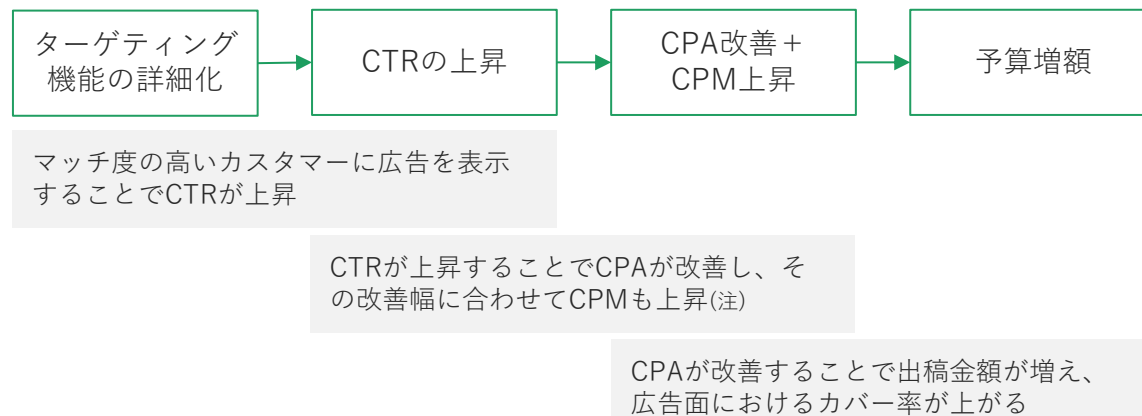 ターゲティング
機能の詳細化
CTRの上昇
CPA改善＋
CPM上昇
予算増額
マッチ度の高いカスタマーに広告を表示
することでCTRが上昇
CTRが上昇することでCPAが改善し、そ
の改善幅に合わせてCPMも上昇(注)
CPAが改善することで出稿金額が増え、
広告面におけるカバー率が上がる